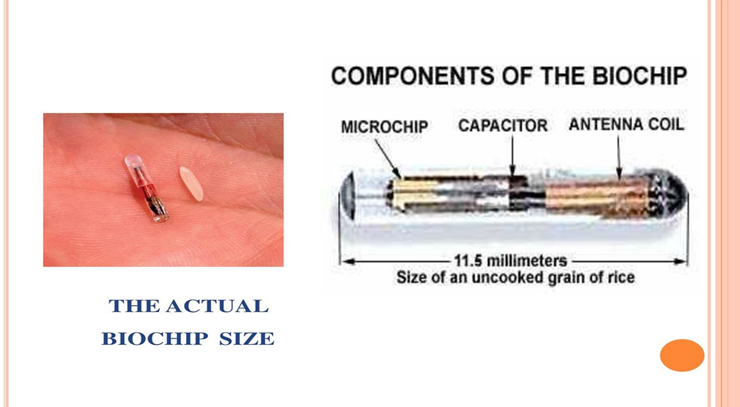 COMPONENTS OF THE BIOCHIP
MICROCHIP CAPACITOR ANTENNA COIL
11.5 millimeters
Size of an uncooked grain of rice
THE ACTUAL
BIOCHIP SIZE